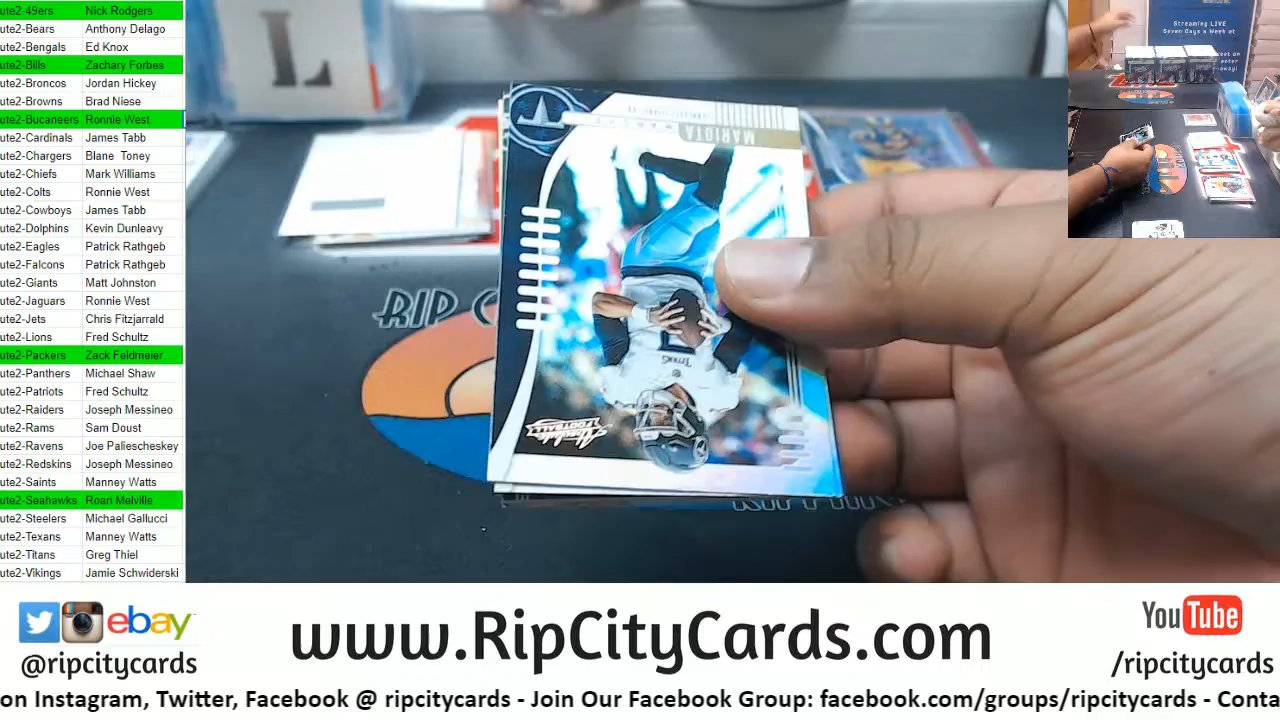 ute2-49ers Nick Rodgers
ute2-Bears Anthony Delago
ute2-Bengals Ed Knox
ute2-Bills Zachary Forbes
ute2-Broncos Jordan Hickey
ute2-Browns Brad Niese
ute2-Bucaneers Ronnie West
ute2-Cardinals James Tabb
ute2-Chargers Blane Toney
ute2-Chiefs Mark Williams
ute2-Colts Ronnie West
ute2-Cowboys James Tabb
ute2-Dolphins Kevin Dunleavy
ute2-Eagles Patrick Rathgeb
ute2-Falcons Patrick Rathgeb
ute2-Giants Matt Johnston
ute2-Jaguars Ronnie West
ute2-Jets Chris Fitzjarrald
ute2-Lions Fred Schultz
ute2-Packers Zack Feldmeier
ute2-Panthers Michael Shaw
ute2-Patriots Fred Schultz
ute2-Raiders Joseph Messineo
ute2-Rams Sam Doust
ute2-Ravens Joe Paliescheskey
ute2-Redskins Joseph Messineo
ute2-Saints Manney Watts
ute2-Seahawks Roari Melville
ute2-Steelers Michael Gallucci
ute2-Texans Manney Watts
ute2-Titans Greg Thiel
ute2-Vikings Jamie Schwiderski
L
MARIOTA
TITANS
Absolute
FOOTBALL
RIP C
Streaming LIVE
Seven Days a Week at
ebay
@ripcitycards
www.RipCityCards.com
YouTube
/ripcitycards
on Instagram, Twitter, Facebook @ ripcitycards - Join Our Facebook Group: facebook.com/groups/ripcitycards - Conta